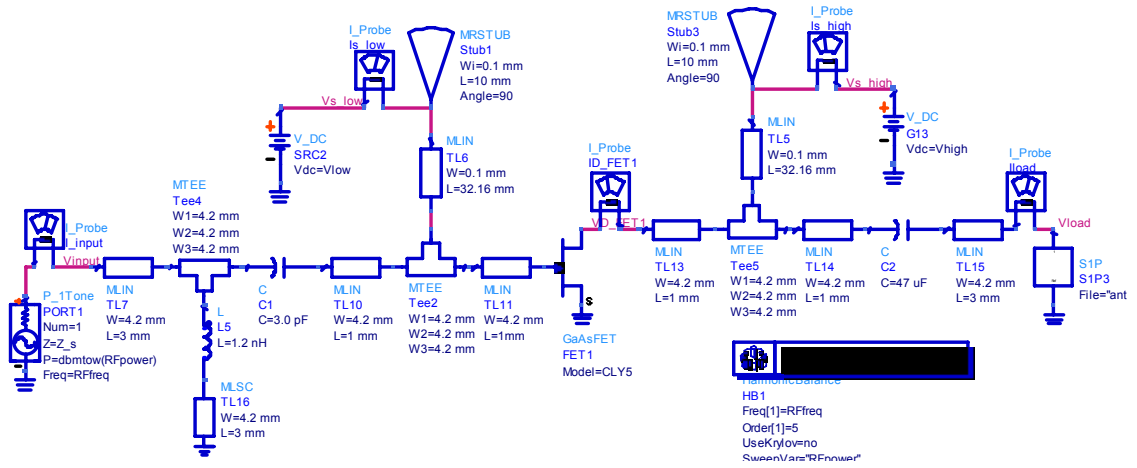 I_Probe
Is_low
MRSTUB
Stub1
Wi=0.1 mm
L=10 mm
Angle=90
Vs_low
V_DC
SRC2
Vdc=Vlow
MLIN
TL6
W=0.1 mm
L=32.16 mm
MTEE
Tee4
W1=4.2 mm
W2=4.2 mm
W3=4.2 mm
I_Probe
I_input
Vinput
P_1Tone
PORT1
Num=1
Z=Z_s
P=dbmtow(RFpower)
Freq=RFfreq
MLIN
TL7
W=4.2 mm
L=3 mm
L
L5
L=1.2 nH
MLSC
TL16
W=4.2 mm
L=3 mm
C
C1
C=3.0 pF
MLIN
TL10
W=4.2 mm
L=1 mm
MTEE
Tee2
W1=4.2 mm
W2=4.2 mm
W3=4.2 mm
MLIN
TL11
W=4.2 mm
L=1mm
s
GaAsFET
FET1
Model=CLY5
I_Probe
ID_FET1
VD_FET1
MRSTUB
Stub3
Wi=0.1 mm
L=10 mm
Angle=90
I_Probe
Is_high
Vs_high
V_DC
G13
Vdc=Vhigh
MLIN
TL5
W=0.1 mm
L=32.16 mm
MLIN
TL13
W=4.2 mm
L=1 mm
MTEE
Tee5
W1=4.2 mm
W2=4.2 mm
W3=4.2 mm
MLIN
TL14
W=4.2 mm
L=1 mm
C
C2
C=47 uF
MLIN
TL15
W=4.2 mm
L=3 mm
I_Probe
Iload
Vload
S1P
S1P3
File="ant
HarmonicBalance
HB1
Freq[1]=RFfreq
Order[1]=5
UseKrylov=no
SweepVar="RFpower"